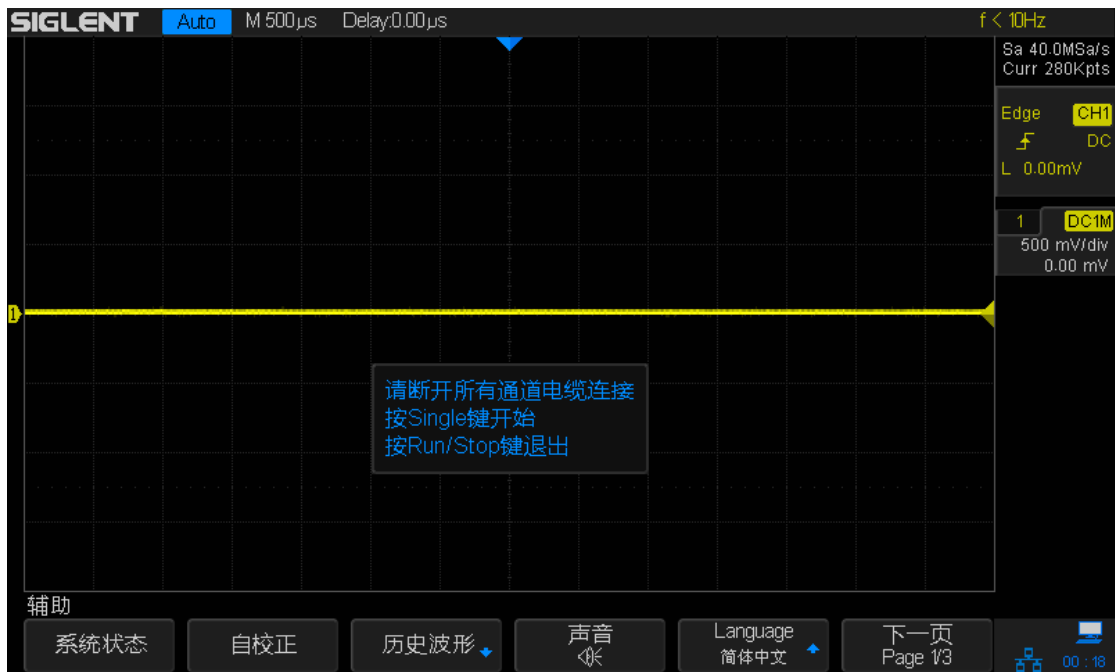 SIGLENT Auto M 500μs Delay:0.00μs f < 10Hz
Sa 40.0MSa/s
Curr 280Kpts
Edge CH1
DC
L 0.00mV
1 DC1M
500 mV/div
0.00 mV
1
请断开所有通道电缆连接
按Single键开始
按Run/Stop键退出
辅助
系统状态
自校正
历史波形
声音
Language
简体中文
下一页
Page 1/3
00:18